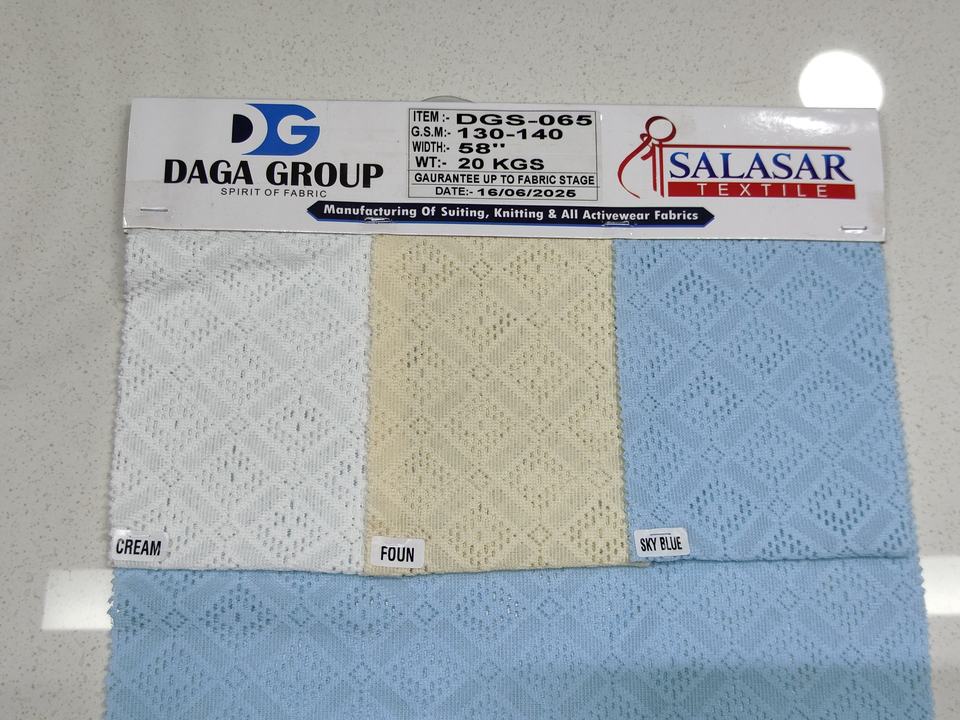 DG
DAGA GROUP
SPIRIT OF FABRIC
ITEM :- DGS-065
G.S.M:- 130-140
WIDTH:- 58"
WT:- 20 KGS
GAURANTEE UP TO FABRIC STAGE
DATE:- 16/06/2025
SALASAR
TEXTILE
Manufacturing Of Suiting, Knitting & All Activewear Fabrics
CREAM
FOUN
SKY BLUE